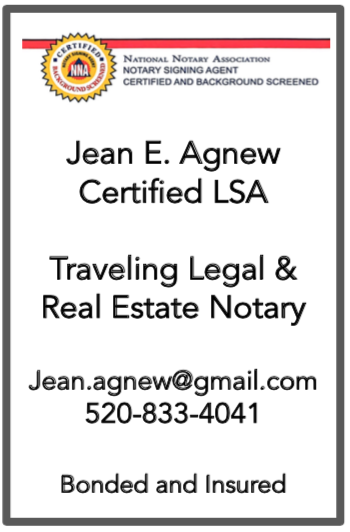 CERTIFIED
NNA
BACKGROUND SCREENED
NATIONAL NOTARY ASSOCIATION
NOTARY SIGNING AGENT
CERTIFIED AND BACKGROUND SCREENED
Jean E. Agnew
Certified LSA
Traveling Legal &
Real Estate Notary
Jean.agnew@gmail.com
520-833-4041
Bonded and Insured